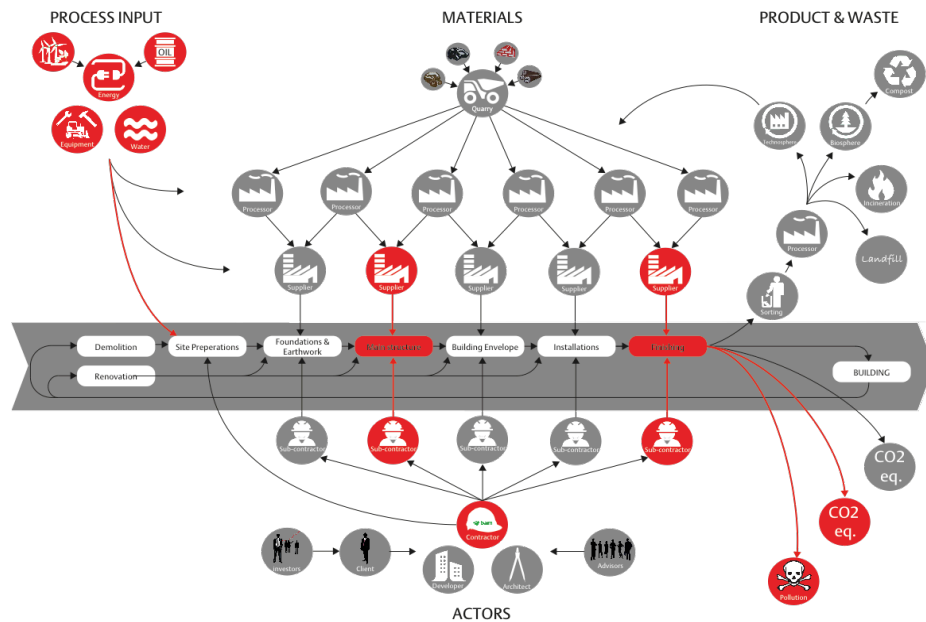 PROCESS INPUT
MATERIALS
PRODUCT & WASTE
OIL
Energy
Equipment
Water
Quarry
Compost
Technosphere
Biosphere
Incineration
Processor
Landfill
Sorting
Processor
Processor
Processor
Processor
Processor
Processor
Supplier
Supplier
Supplier
Supplier
Supplier
Demolition
Site Preperations
Foundations &
Earthwork
Building Envelope
Installations
Renovation
BUILDING
Sub-contractor
Sub-contractor
Sub-contractor
Sub-contractor
Sub-contractor
CO2
eq.
CO2
eq.
bam
Contractor
Investors
Client
Developer
Architect
Advisors
Pollution
ACTORS